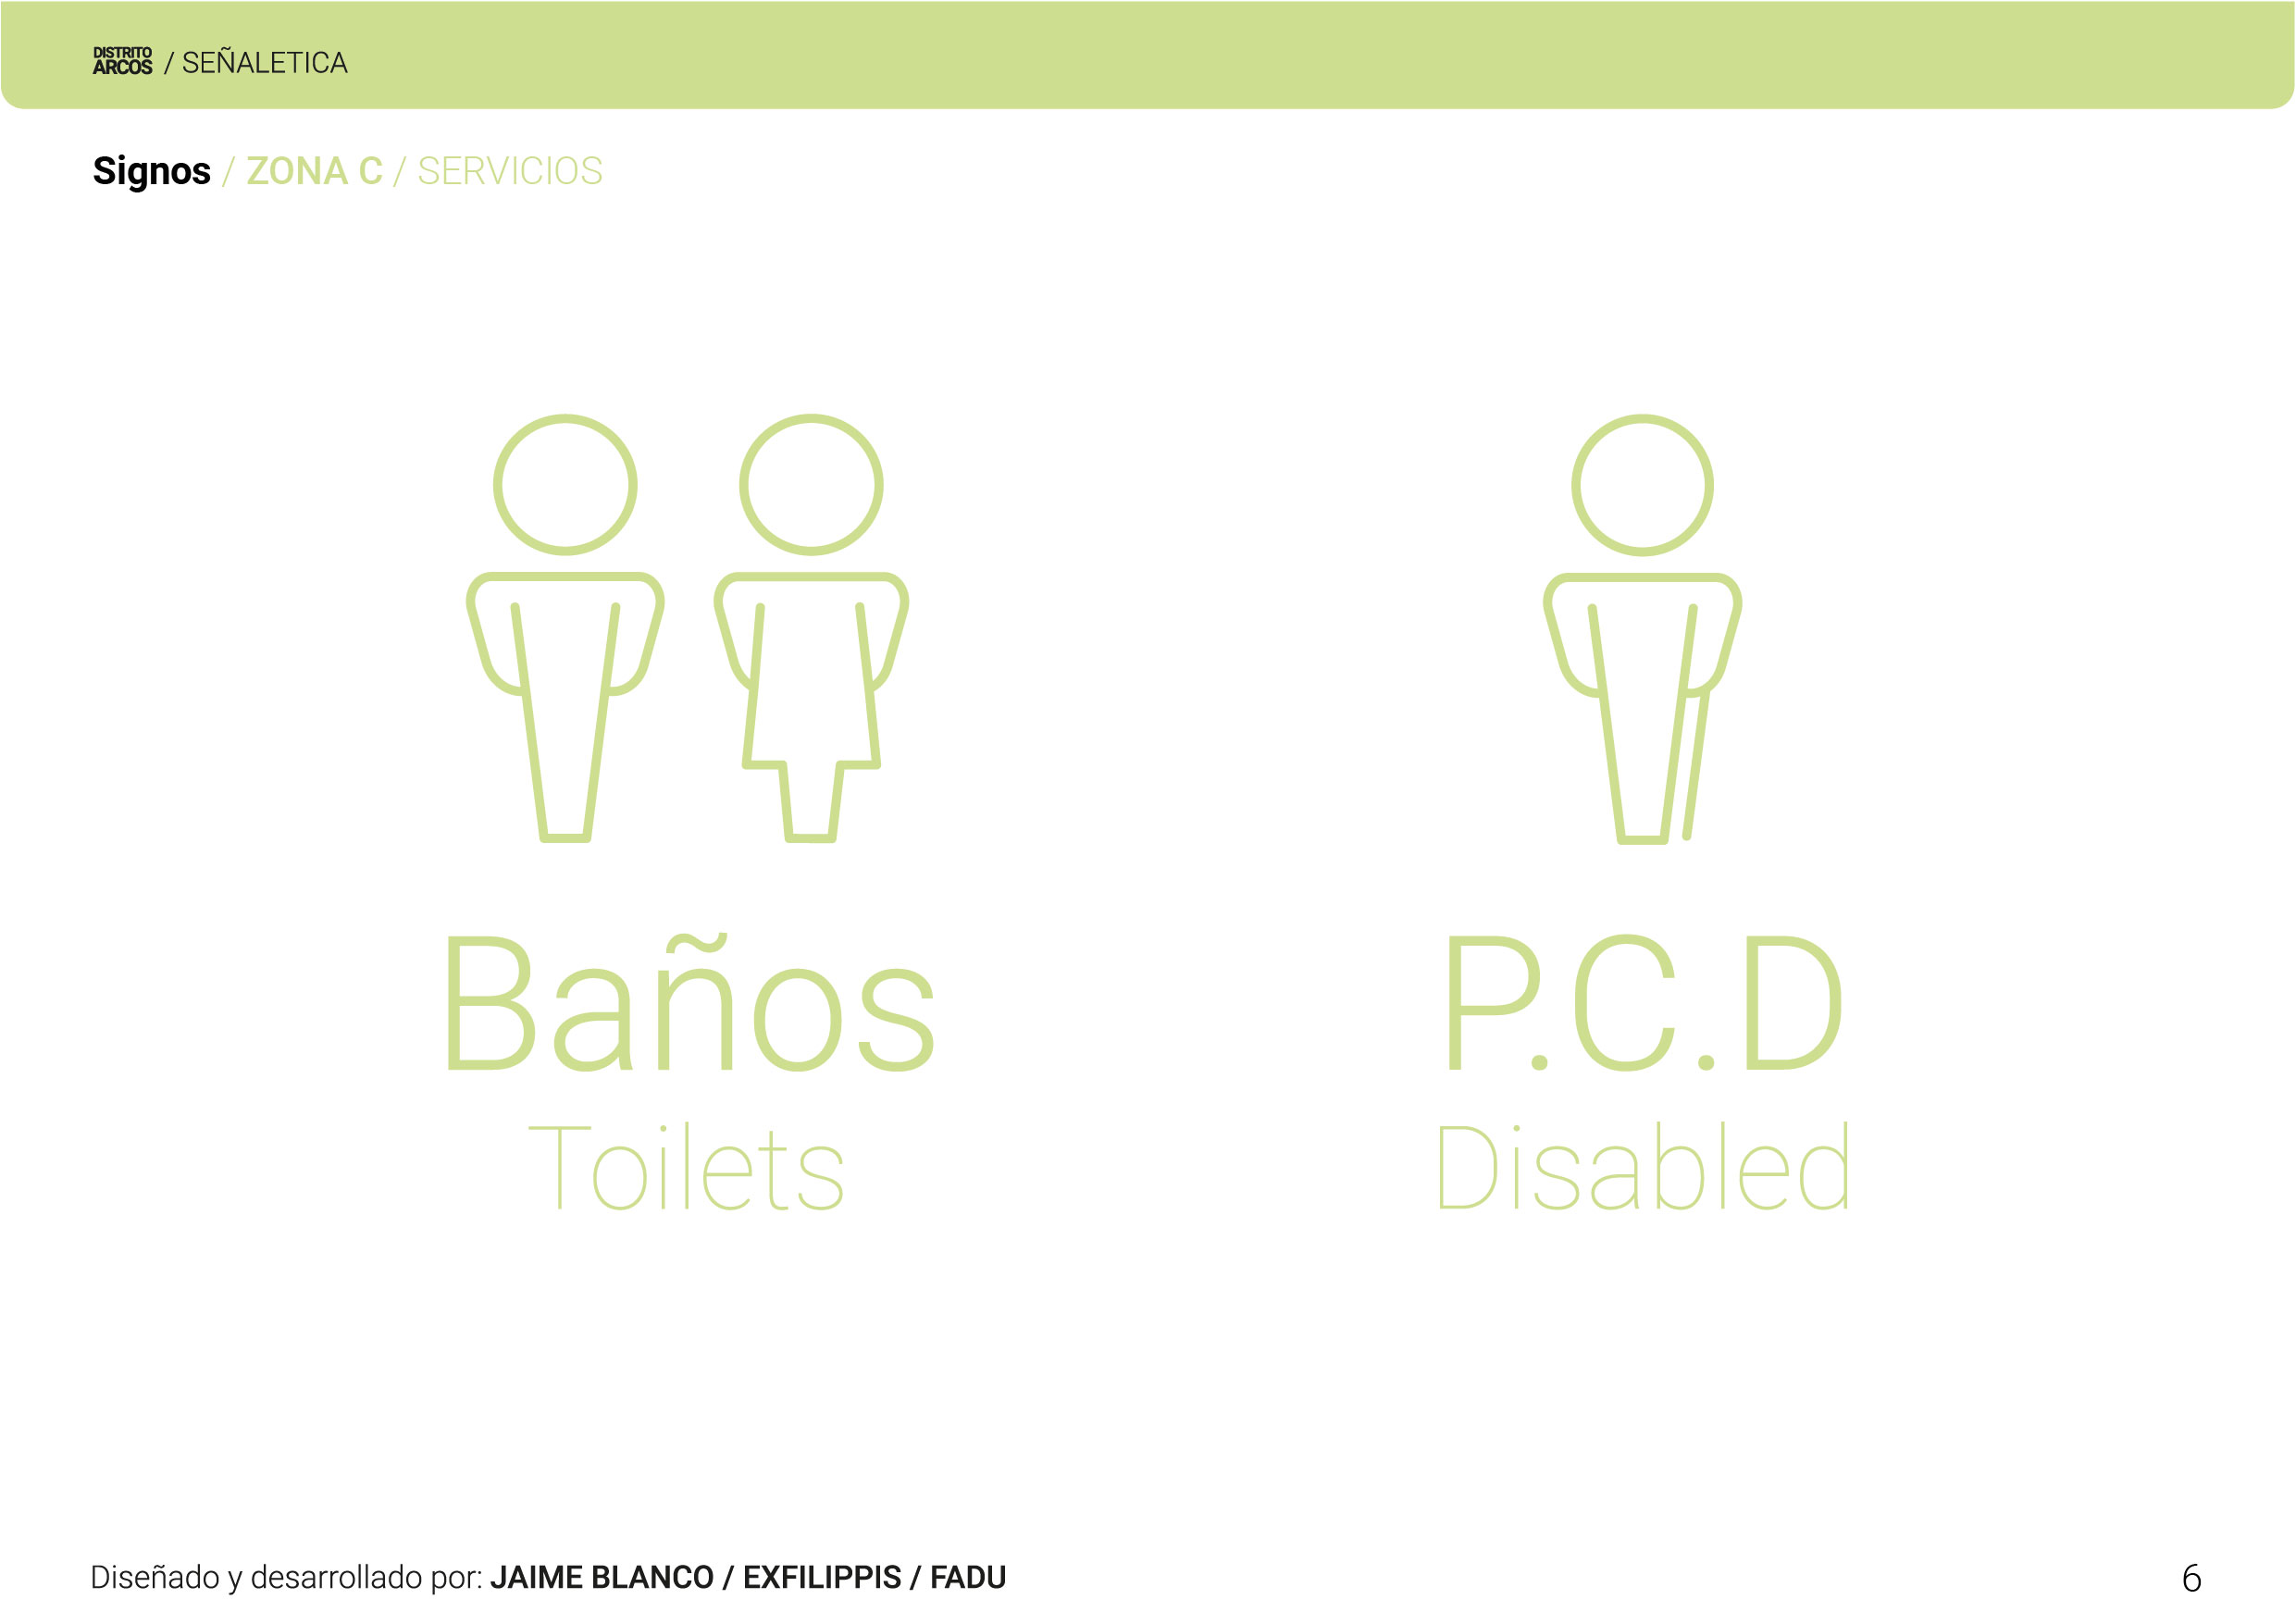 DISTRITO
ARCOS / SEÑALETICA
Signos / ZONA C / SERVICIOS
Baños
Toilets
P.C.D
Disabled
Diseñado y desarrollado por: JAIME BLANCO / EXFILIPPIS / FADU
6